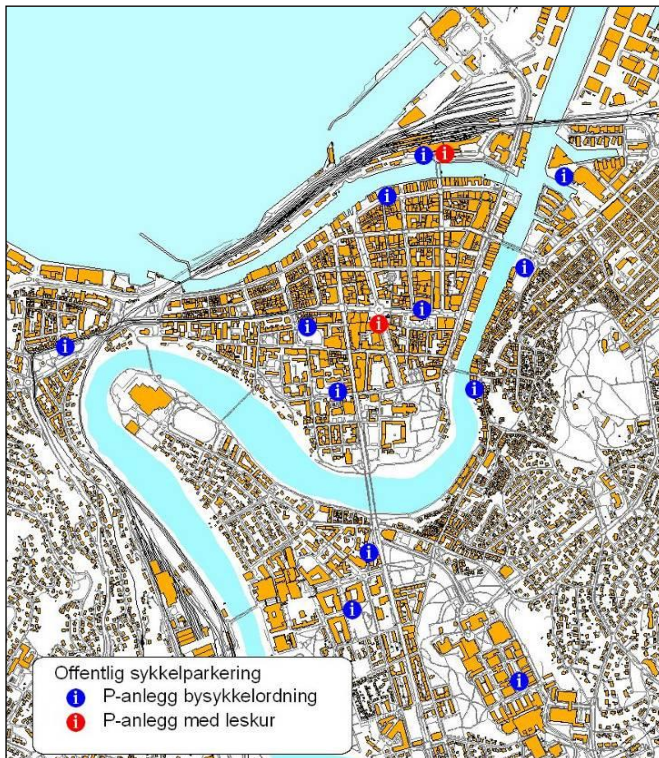 Offentlig sykkelparkering
P-anlegg bysykkelordning
P-anlegg med leskur